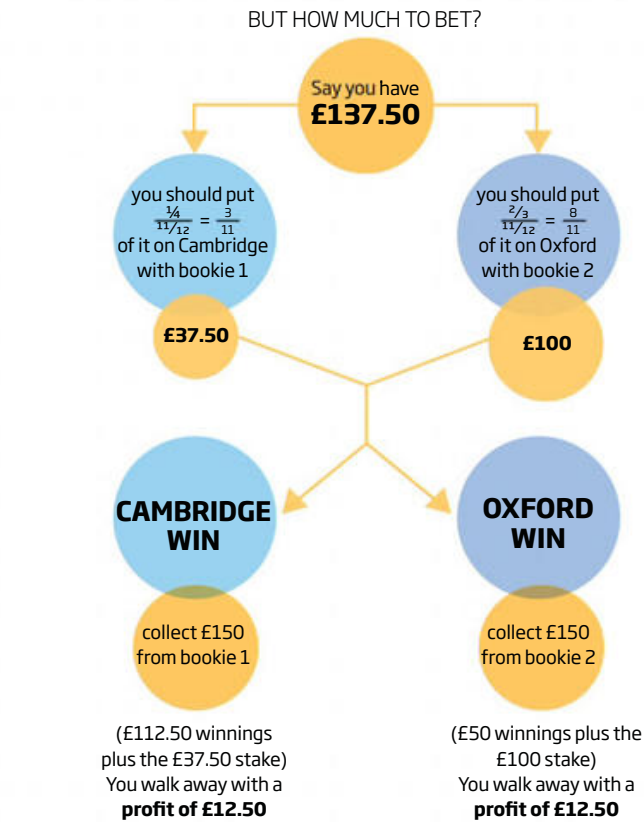 BUT HOW MUCH TO BET?
Say you have
£137.50
you should put
¼ / 11/12 = 3/11
of it on Cambridge
with bookie 1
£37.50
you should put
⅔ / 11/12 = 8/11
of it on Oxford
with bookie 2
£100
CAMBRIDGE
WIN
collect £150
from bookie 1
(£112.50 winnings
plus the £37.50 stake)
You walk away with a
profit of £12.50
OXFORD
WIN
collect £150
from bookie 2
(£50 winnings plus the
£100 stake)
You walk away with a
profit of £12.50